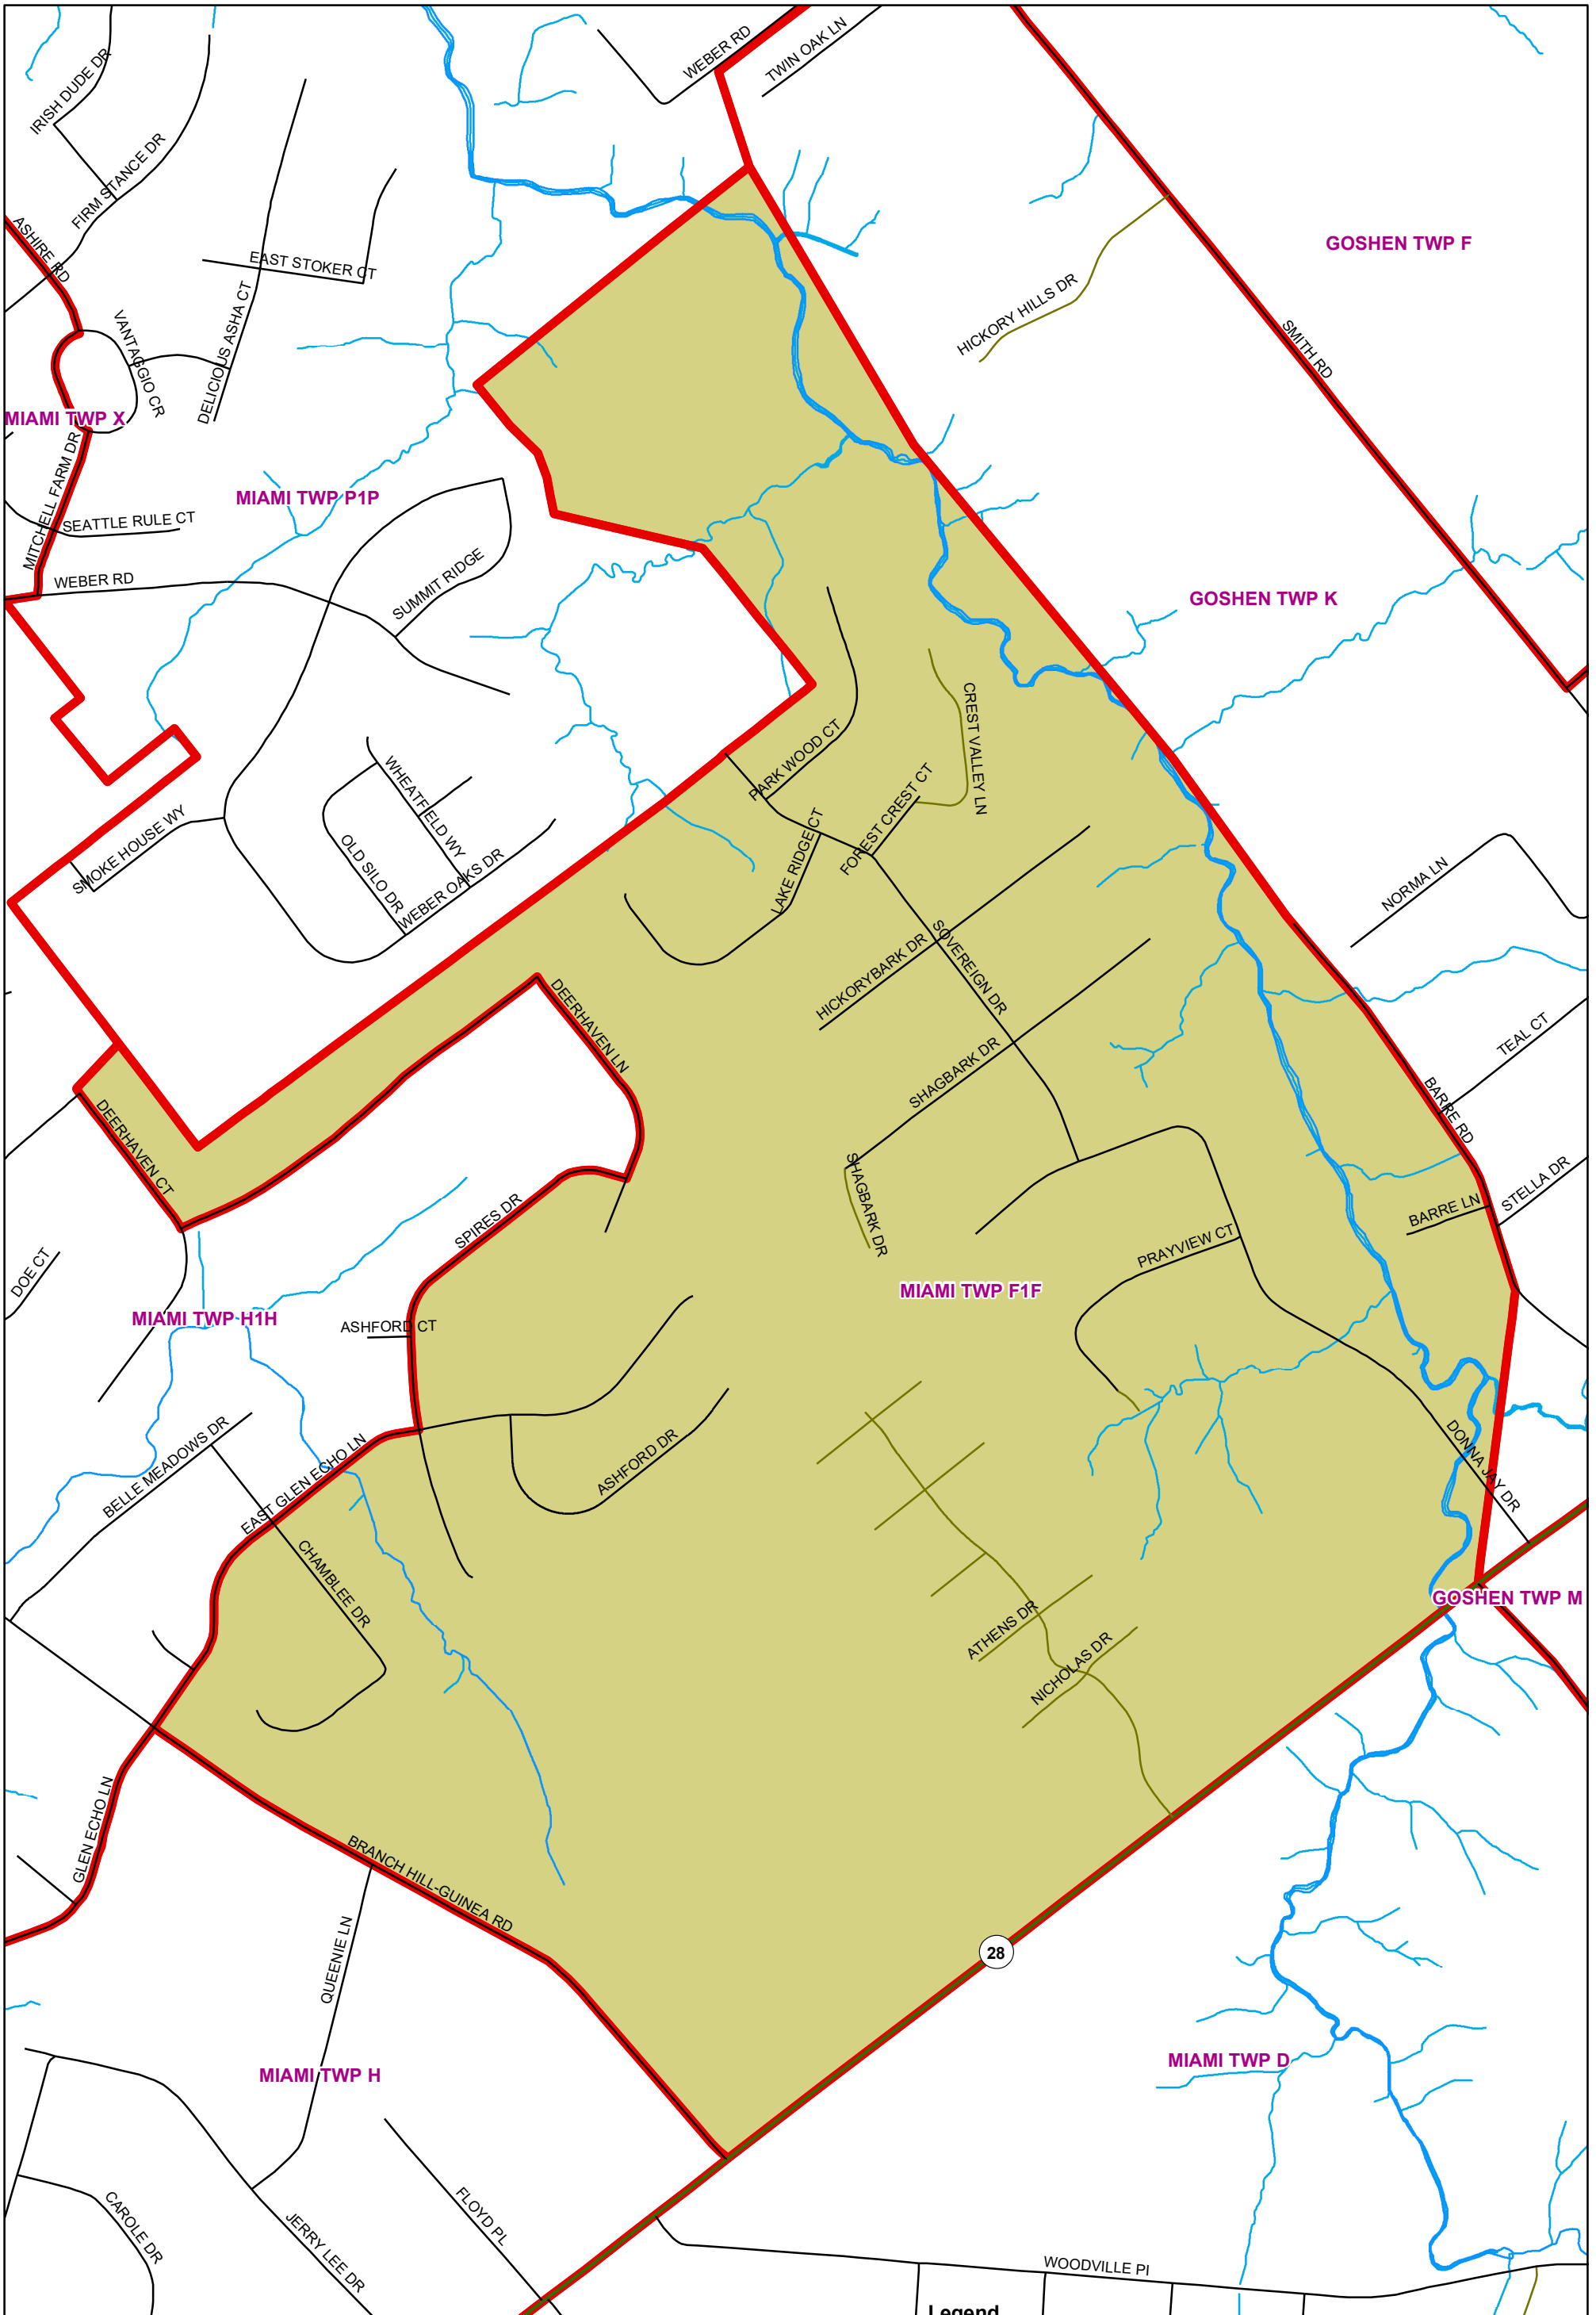 WEBER RD
TWIN OAK LN
IRISH DUDE DR
FIRM STANCE DR
ASHIRE RD
EAST STOKER CT
GOSHEN TWP F
HICKORY HILLS DR
SMITH RD
VANTAGGIO CR
DELICIOUS ASHA CT
MIAMI TWP X
MITCHELL FARM DR
MIAMI TWP P1P
SEATTLE RULE CT
WEBER RD
SUMMIT RIDGE
GOSHEN TWP K
CREST VALLEY LN
PARK WOOD CT
WHEATFIELD WY
FOREST CREST CT
SMOKE HOUSE WY
OLD SILO DR
WEBER OAKS DR
LAKE RIDGE CT
NORMA LN
HICKORYBARK DR
SOVEREIGN DR
DEERHAVEN LN
SHAGBARK DR
TEAL CT
BARRE RD
DEERHAVEN CT
SHAGBARK DR
STELLA DR
BARRE LN
SPIRES DR
PRAYVIEW CT
DOE CT
MIAMI TWP F1F
MIAMI TWP H1H
ASHFORD CT
BELLE MEADOWS DR
EAST GLEN ECHO LN
ASHFORD DR
DONNA JAY DR
CHAMBLEE DR
GOSHEN TWP M
ATHENS DR
NICHOLAS DR
GLEN ECHO LN
BRANCH HILL-GUINEA RD
QUEENIE LN
28
MIAMI TWP D
MIAMI TWP H
CAROLE DR
JERRY LEE DR
FLOYD PL
WOODVILLE PI
Legend